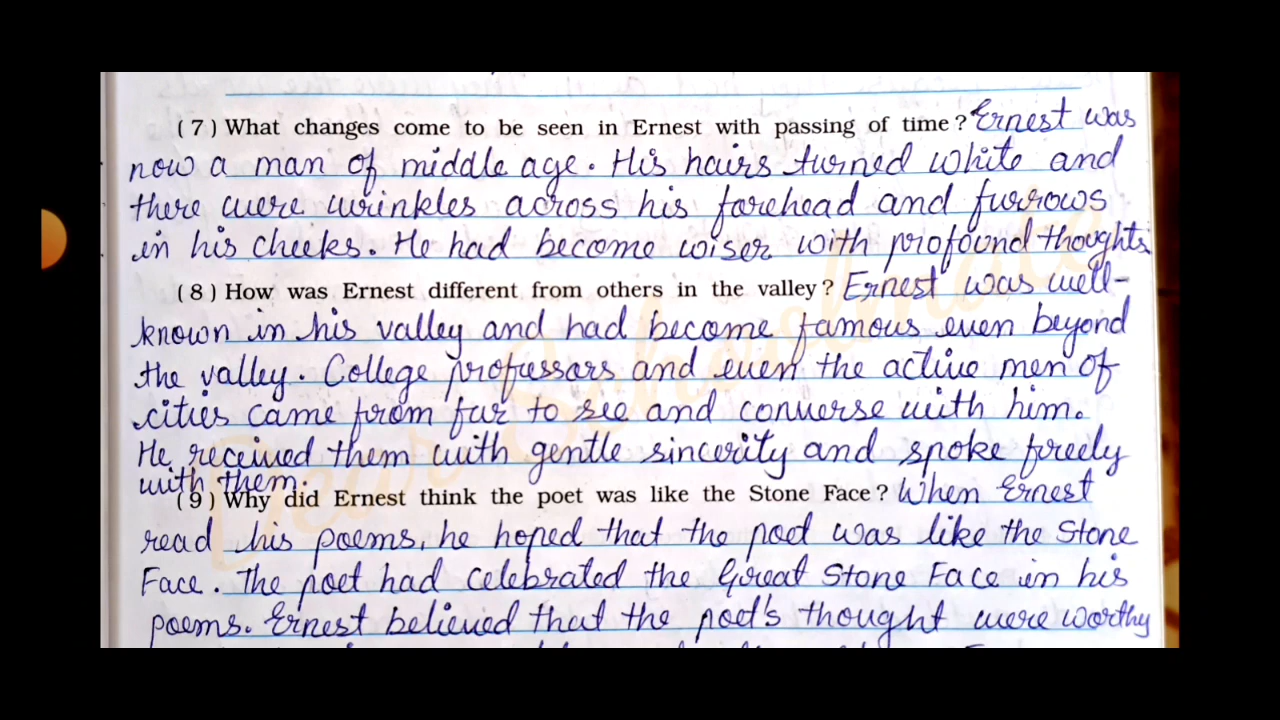 (7) What changes come to be seen in Ernest with passing of time? Ernest was
now a man of middle age. His hairs turned white and
there were wrinkles across his forehead and furrows
in his cheeks. He had become wiser with profound thoughts
(8) How was Ernest different from others in the valley? Ernest was well-
known in his valley and had become famous even beyond
the valley. College professors and even the active men of
cities came from far to see and converse with him.
He received them with gentle sincerity and spoke freely
with them.
(9) Why did Ernest think the poet was like the Stone Face? When Ernest
read his poems, he hoped that the poet was like the Stone
Face. The poet had celebrated the Great Stone Face in his
poems. Ernest believed that the poet's thought were worthy